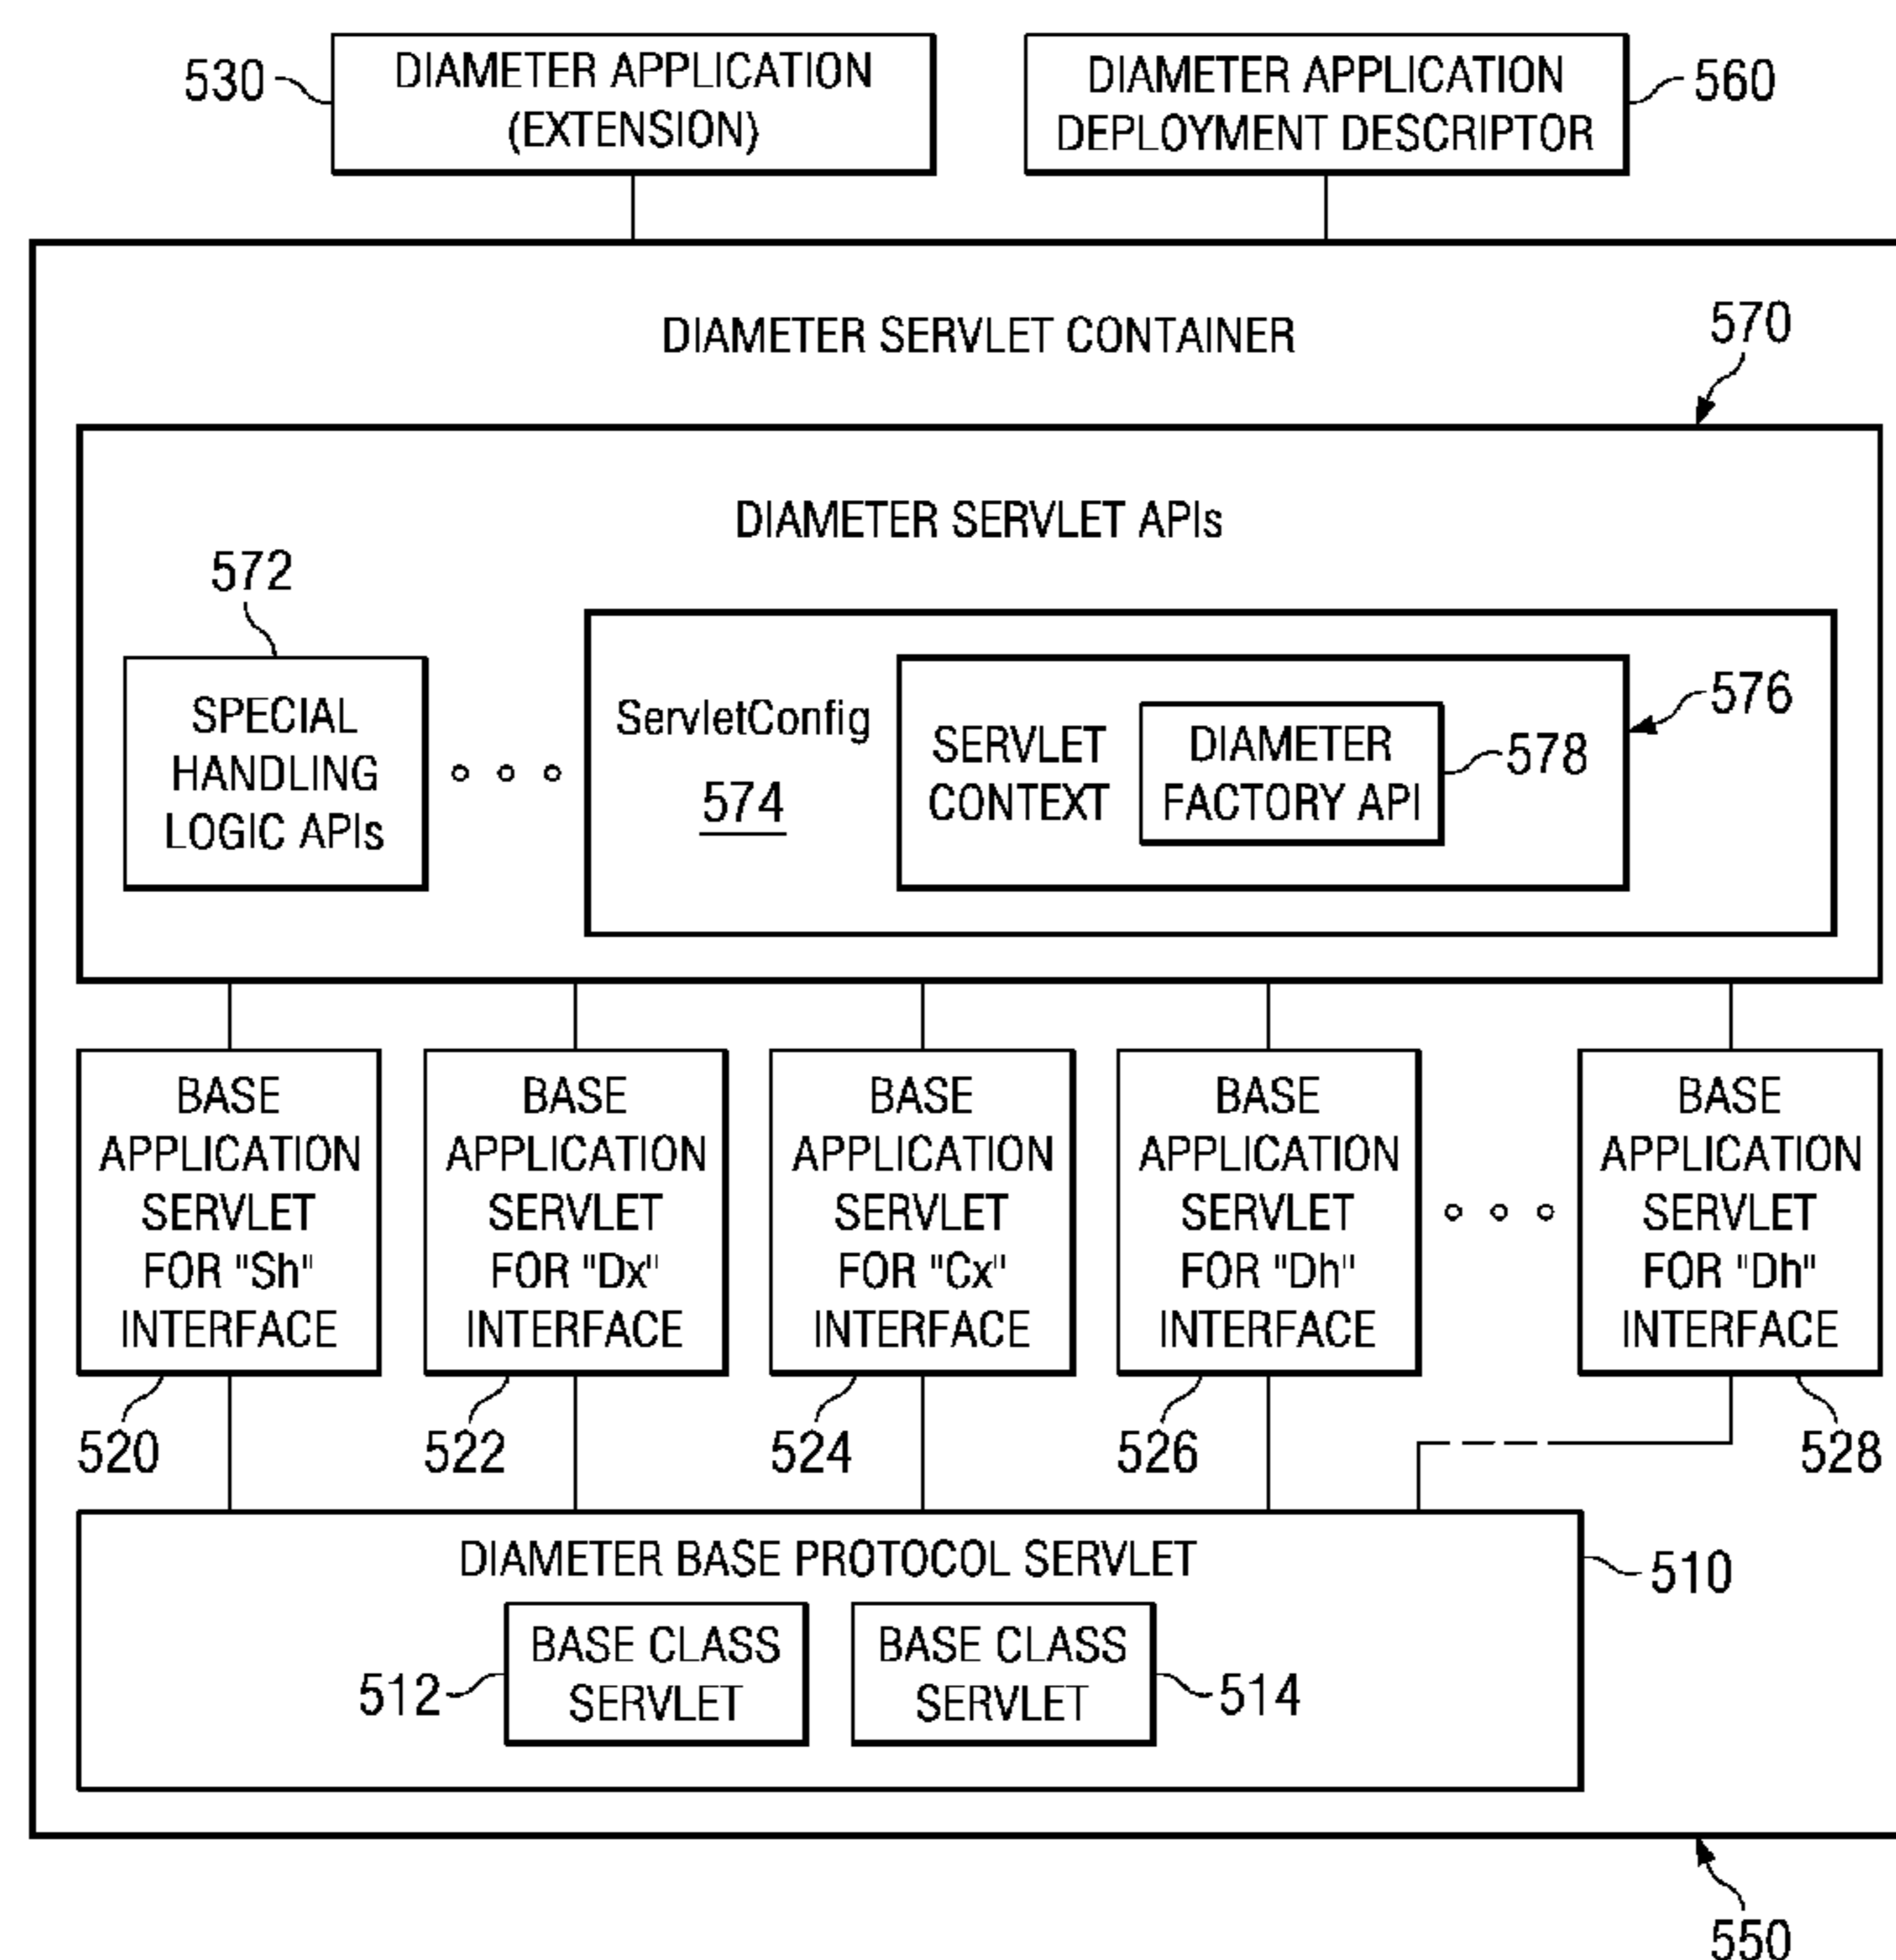 530
DIAMETER APPLICATION
(EXTENSION)
DIAMETER APPLICATION
DEPLOYMENT DESCRIPTOR
560
DIAMETER SERVLET CONTAINER
570
DIAMETER SERVLET APIs
572
SPECIAL
HANDLING
LOGIC APIs
ServletConfig
574
SERVLET
CONTEXT
DIAMETER
FACTORY API
578
576
BASE
APPLICATION
SERVLET
FOR "Sh"
INTERFACE
BASE
APPLICATION
SERVLET
FOR "Dx"
INTERFACE
BASE
APPLICATION
SERVLET
FOR "Cx"
INTERFACE
BASE
APPLICATION
SERVLET
FOR "Dh"
INTERFACE
BASE
APPLICATION
SERVLET
FOR "Dh"
INTERFACE
520
522
524
526
528
DIAMETER BASE PROTOCOL SERVLET
510
512
BASE CLASS
SERVLET
BASE CLASS
SERVLET
514
550